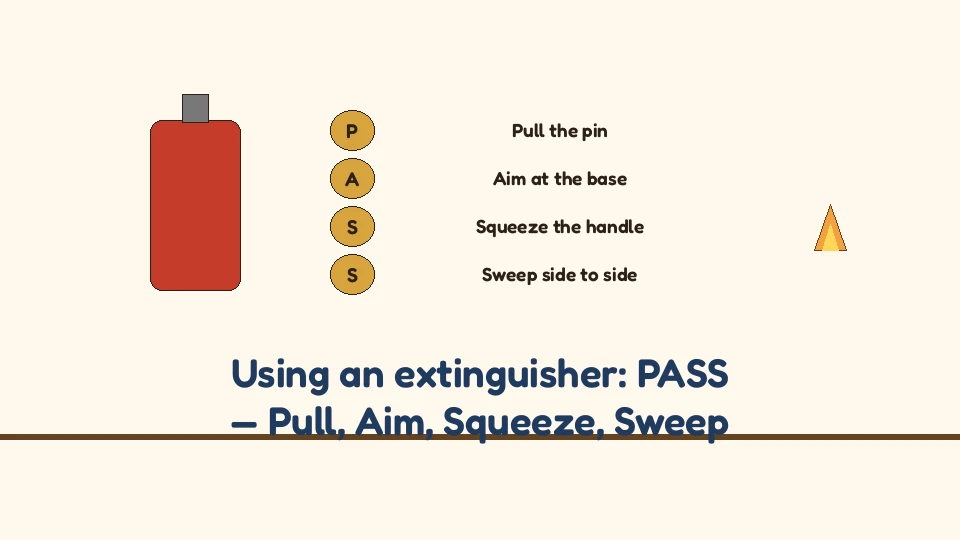 P Pull the pin
A Aim at the base
S Squeeze the handle
S Sweep side to side
Using an extinguisher: PASS
— Pull, Aim, Squeeze, Sweep